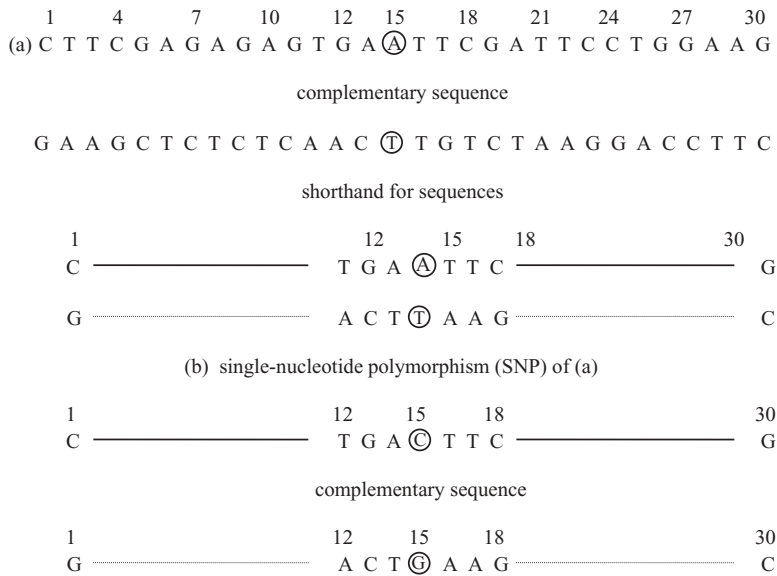 1 4 7 10 12 15 18 21 24 27 30
(a) C T T C G A G A G A G T G A A T T C G A T T C C T G G A A G
complementary sequence
G A A G C T C T C T C A A C T T G T C T A A G G A C C T T C
shorthand for sequences
1 12 15 18 30
C T G A A T T C G
G A C T T A A G C
(b) single-nucleotide polymorphism (SNP) of (a)
1 12 15 18 30
C T G A C T T C G
complementary sequence
1 12 15 18 30
G A C T G A A G C